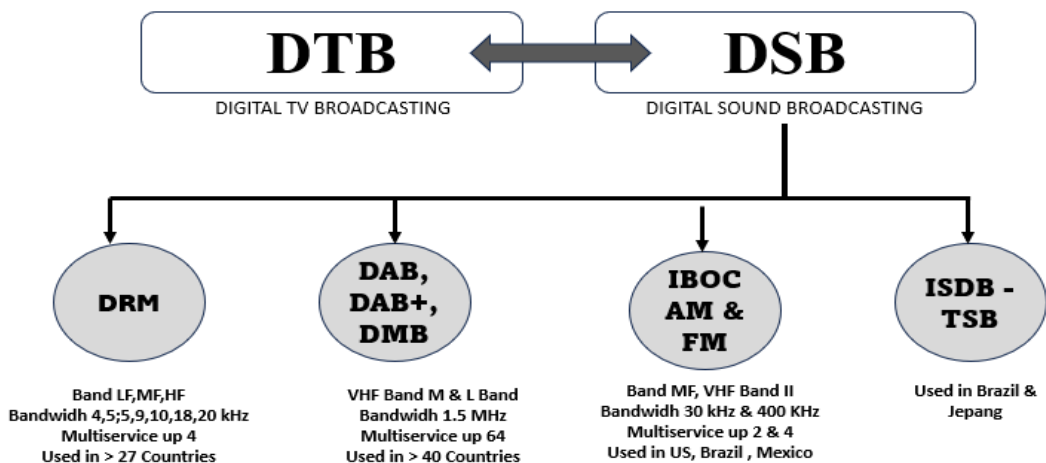 DTB
DSB
DIGITAL TV BROADCASTING
DIGITAL SOUND BROADCASTING
DRM
DAB,
DAB+,
DMB
IBOC
AM &
FM
ISDB -
TSB
Band LF,MF,HF
Bandwidh 4,5;5,9,10,18,20 kHz
Multiservice up 4
Used in > 27 Countries
VHF Band M & L Band
Bandwidth 1.5 MHz
Multiservice up 64
Used in > 40 Countries
Band MF, VHF Band II
Bandwidh 30 kHz & 400 KHz
Multiservice up 2 & 4
Used in US, Brazil , Mexico
Used in Brazil &
Jepang